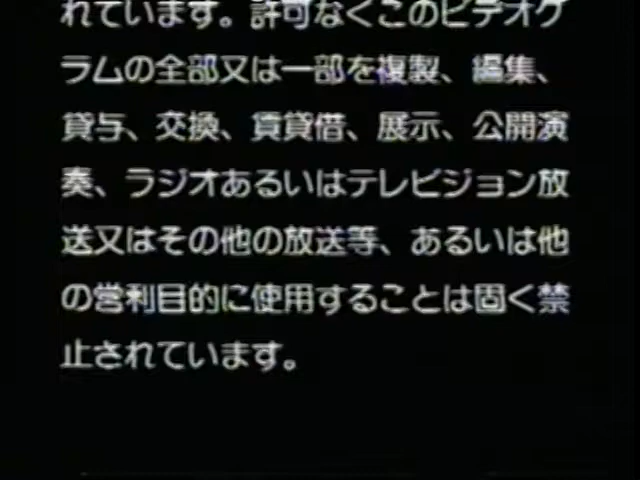 れています。許可なくこのビデオグ
ラムの全部又は一部を複製、編集、
貸与、交換、賃貸借、展示、公開演
奏、ラジオあるいはテレビジョン放
送又はその他の放送等、あるいは他
の営利目的に使用することは固く禁
止されています。